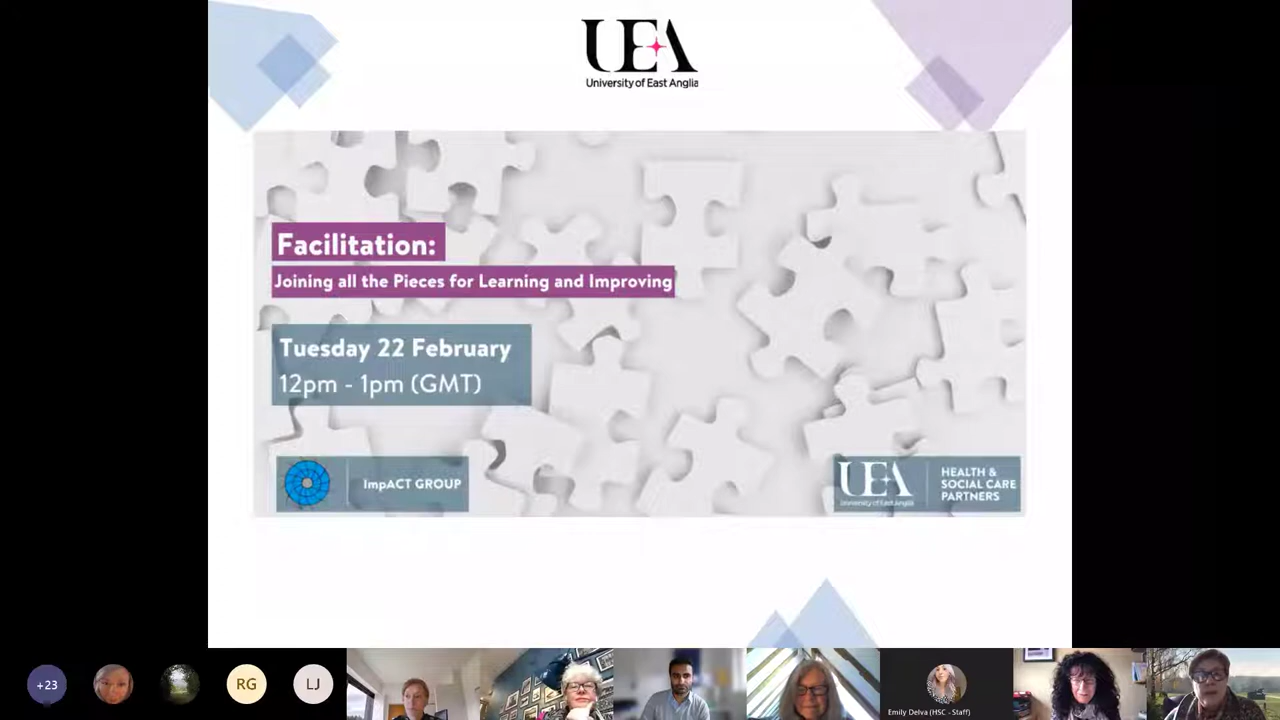 UEA
University of East Anglia
Facilitation:
Joining all the Pieces for Learning and Improving
Tuesday 22 February
12pm - 1pm (GMT)
ImpACT GROUP
UEA
University of East Anglia
HEALTH &
SOCIAL CARE
PARTNERS
+23
RG
LJ
Emily Delva (HSC - Staff)